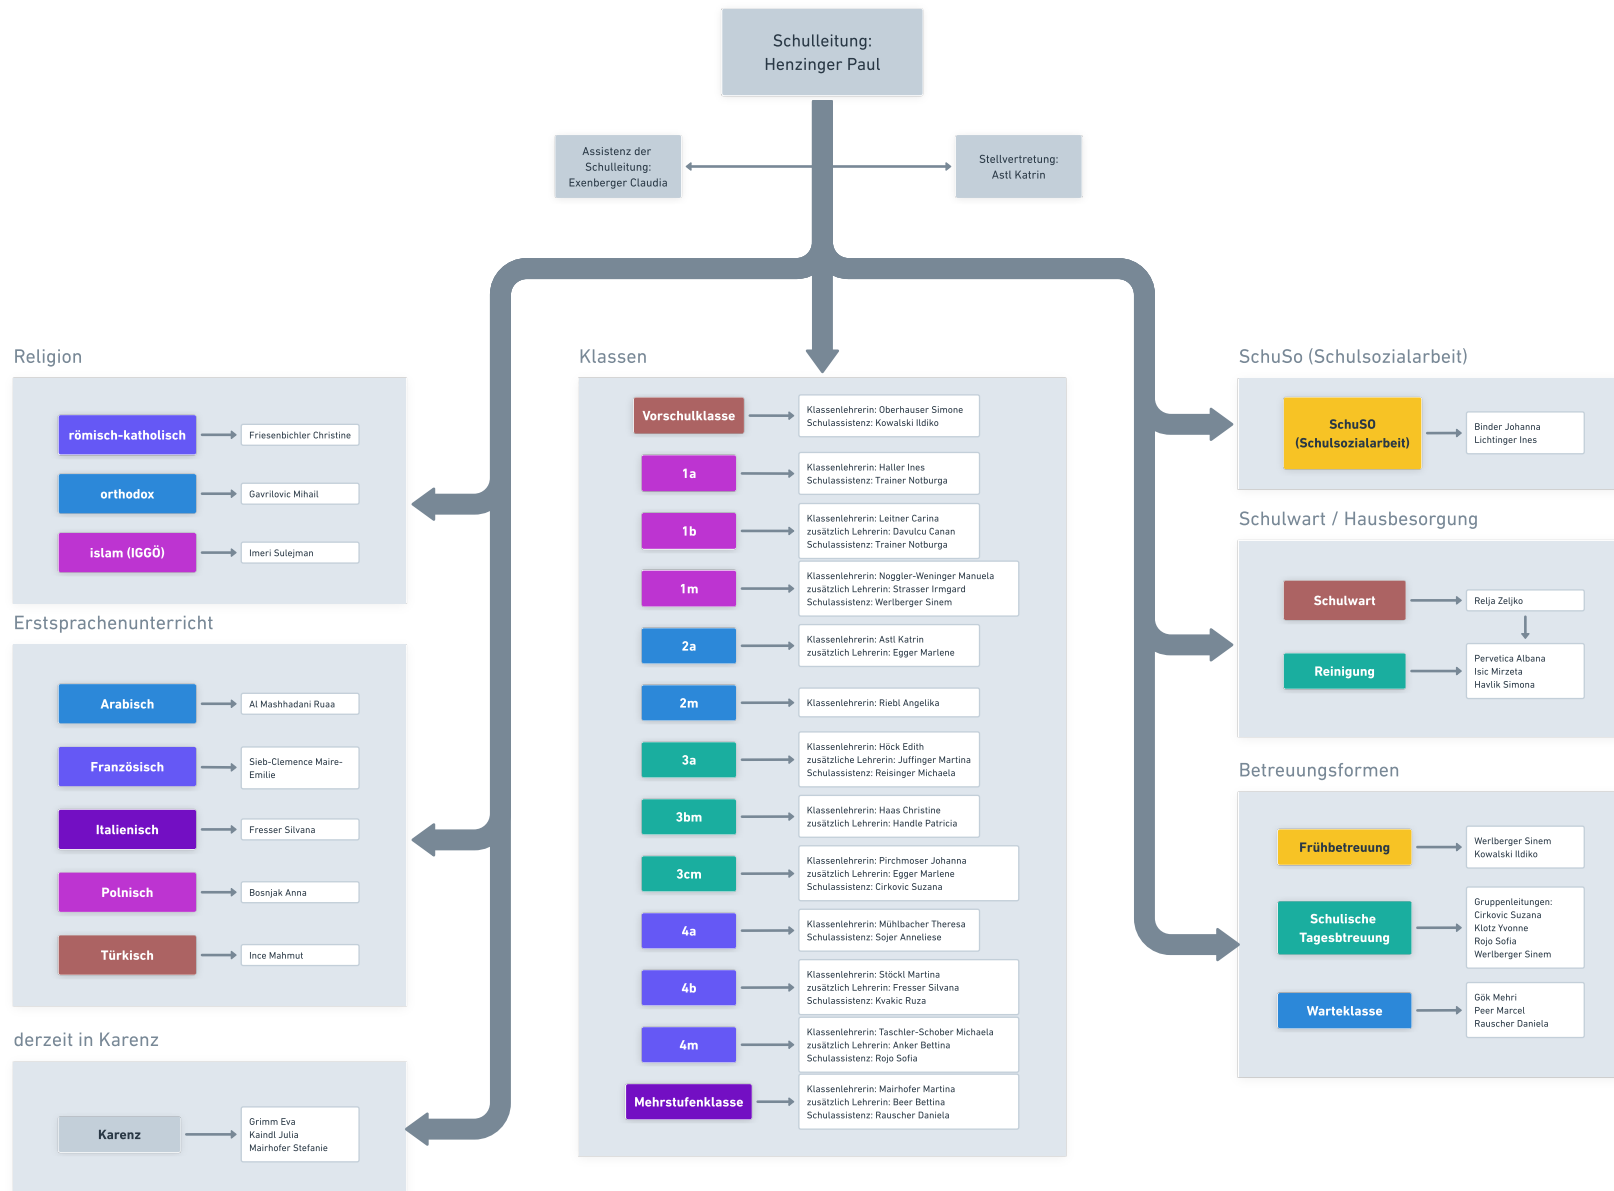 Schulleitung:
Henzinger Paul
Assistenz der
Schulleitung:
Exenberger Claudia
Stellvertretung:
Astl Katrin
Religion
römisch-katholisch
Friesenbichler Christine
orthodox
Gavrilovic Mihail
islam (IGGÖ)
Imeri Sulejman
Erstsprachenunterricht
Arabisch
Al Mashhadani Ruaa
Französisch
Sieb-Clemence Maire-
Emilie
Italienisch
Fresser Silvana
Polnisch
Bosnjak Anna
Türkisch
Ince Mahmut
derzeit in Karenz
Karenz
Grimm Eva
Kaindl Julia
Mairhofer Stefanie
Klassen
Vorschulklasse
Klassenlehrerin: Oberhauser Simone
Schulassistenz: Kowalski Ildiko
1a
Klassenlehrerin: Haller Ines
Schulassistenz: Trainer Notburga
1b
Klassenlehrerin: Leitner Carina
zusätzlich Lehrerin: Davulcu Canan
Schulassistenz: Trainer Notburga
1m
Klassenlehrerin: Noggler-Weninger Manuela
zusätzlich Lehrerin: Strasser Irmgard
Schulassistenz: Werlberger Sinem
2a
Klassenlehrerin: Astl Katrin
zusätzlich Lehrerin: Egger Marlene
2m
Klassenlehrerin: Riebl Angelika
3a
Klassenlehrerin: Höck Edith
zusätzliche Lehrerin: Juffinger Martina
Schulassistenz: Reisinger Michaela
3bm
Klassenlehrerin: Haas Christine
zusätzlich Lehrerin: Handle Patricia
3cm
Klassenlehrerin: Pirchmoser Johanna
zusätzlich Lehrerin: Egger Marlene
Schulassistenz: Cirkovic Suzana
4a
Klassenlehrerin: Mühlbacher Theresa
Schulassistenz: Sojer Anneliese
4b
Klassenlehrerin: Stöckl Martina
zusätzlich Lehrerin: Fresser Silvana
Schulassistenz: Kvakic Ruza
4m
Klassenlehrerin: Taschler-Schober Michaela
zusätzlich Lehrerin: Anker Bettina
Schulassistenz: Rojo Sofia
Mehrstufenklasse
Klassenlehrerin: Mairhofer Martina
zusätzlich Lehrerin: Beer Bettina
Schulassistenz: Rauscher Daniela
SchuSo (Schulsozialarbeit)
SchuSO
(Schulsozialarbeit)
Binder Johanna
Lichtinger Ines
Schulwart / Hausbesorgung
Schulwart
Relja Zeljko
Reinigung
Pervetica Albana
Isic Mirzeta
Havlik Simona
Betreuungsformen
Frühbetreuung
Werlberger Sinem
Kowalski Ildiko
Schulische
Tagesbtreuung
Gruppenleitungen:
Cirkovic Suzana
Klotz Yvonne
Rojo Sofia
Werlberger Sinem
Warteklasse
Gök Mehri
Peer Marcel
Rauscher Daniela